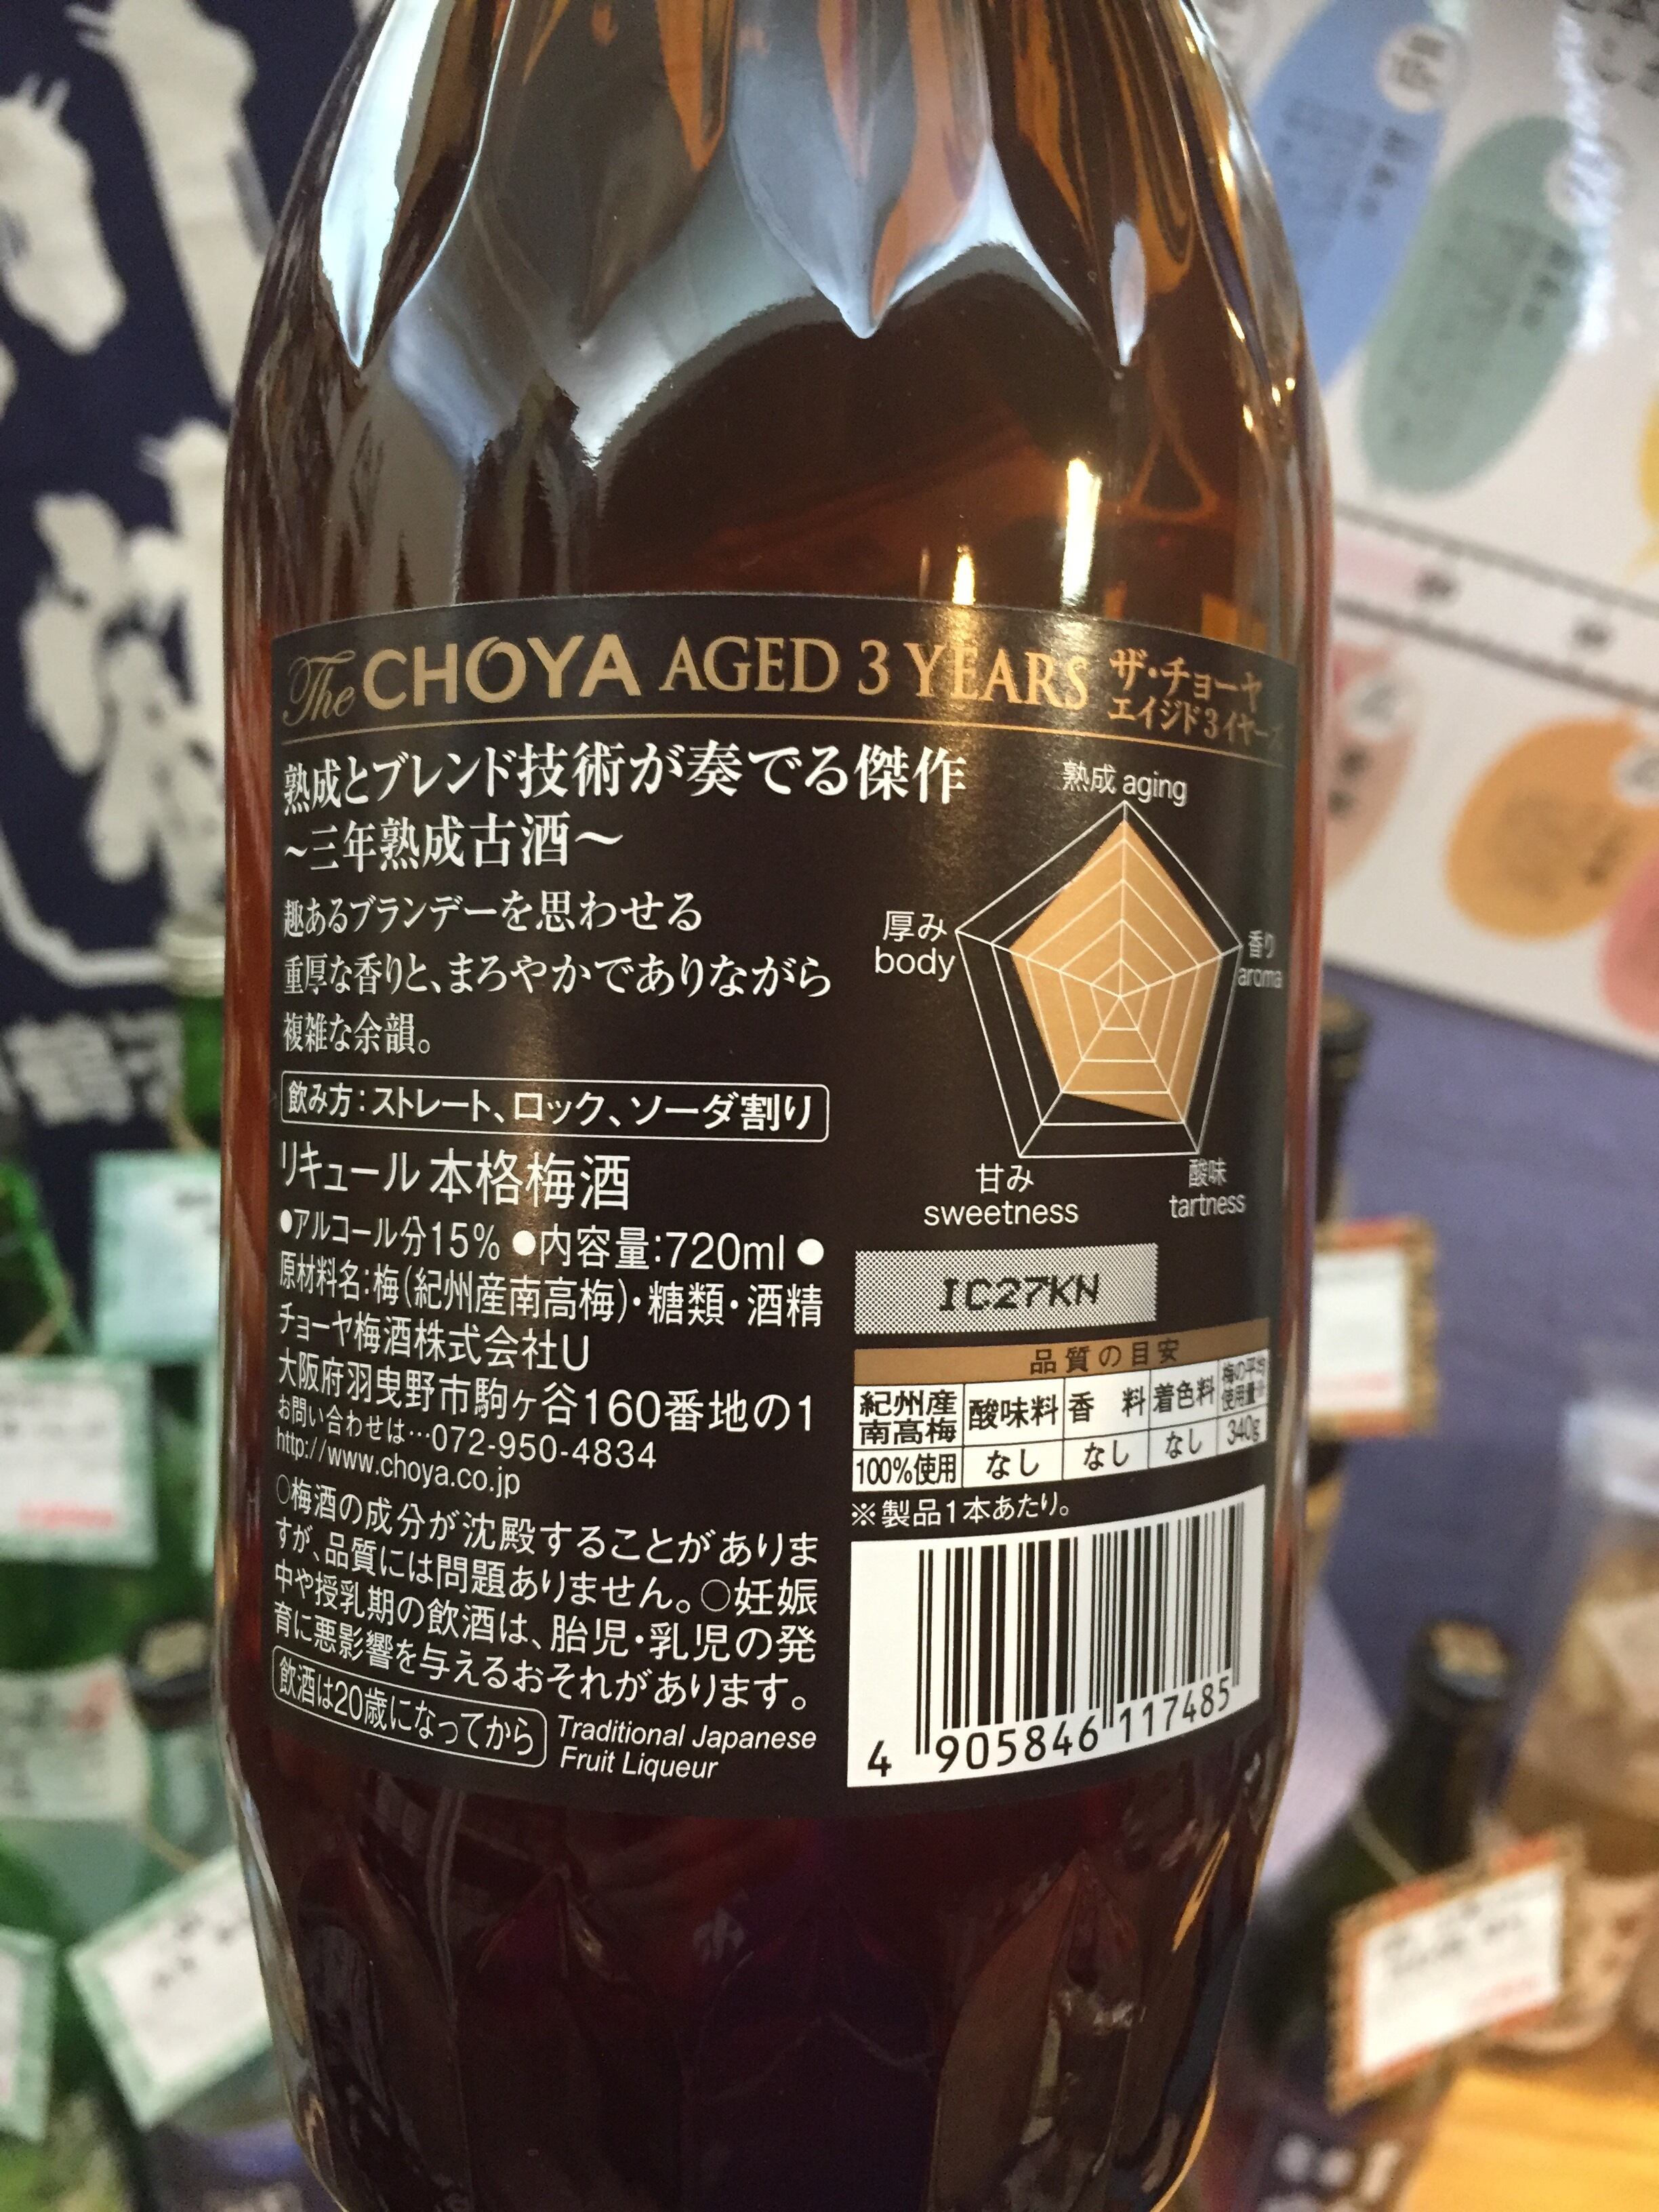 The CHOYA AGED 3 YEARS ザ・チョーヤ
エイジド3イヤーズ
熟成とブレンド技術が奏でる傑作
~三年熟成古酒~
趣あるブランデーを思わせる
重厚な香りと、まろやかでありながら
複雑な余韻。
飲み方:ストレート、ロック、ソーダ割り
リキュール 本格梅酒
●アルコール分15% ●内容量:720ml ●
原材料名:梅(紀州産南高梅)・糖類・酒精
チョーヤ梅酒株式会社U
大阪府羽曳野市駒ヶ谷160番地の1
お問い合わせは…072-950-4834
http://www.choya.co.jp
○梅酒の成分が沈殿することがありま
すが、品質には問題ありません。○妊娠
中や授乳期の飲酒は、胎児・乳児の発
育に悪影響を与えるおそれがあります。
飲酒は20歳になってから
Traditional Japanese
Fruit Liqueur
熟成 aging
厚み
body
香り
aroma
甘み
sweetness
酸味
tartness
IC27KN
品質の目安
紀州産
南高梅
酸味料
香 料
着色料
梅の平均
使用量※
100%使用
なし
なし
なし
340g
※製品1本あたり。
4 905846 117485